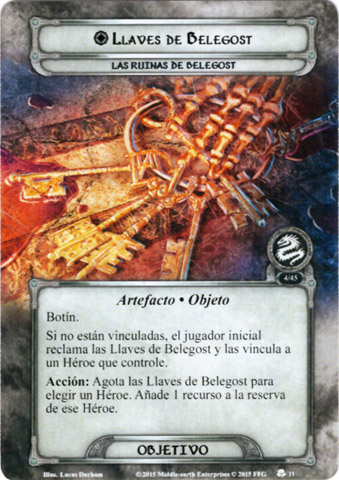 Llaves de Belegost
Las Ruinas de Belegost
4/45
Artefacto • Objeto
Botín.
Si no están vinculadas, el jugador inicial
reclama las Llaves de Belegost y las vincula a
un Héroe que controle.
Acción: Agota las Llaves de Belegost para
elegir un Héroe. Añade 1 recurso a la reserva
de ese Héroe.
Objetivo
Illus. Lucas Durham
©2015 Middle-earth Enterprises © 2015 FFG
11